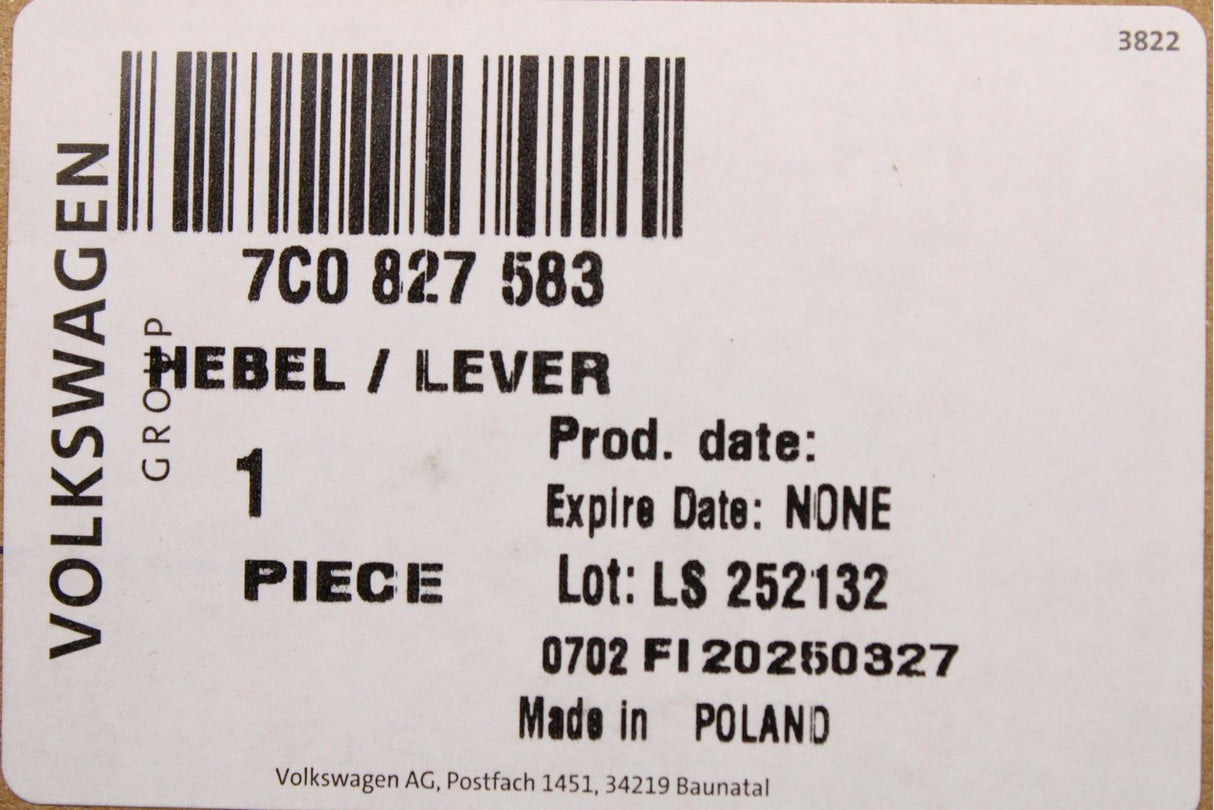 3822
VOLKSWAGEN
GROUP
7C0 827 583
HEBEL / LEVER
1
PIECE
Prod. date:
Expire Date: NONE
Lot: LS 252132
0702 FI 20250327
Made in POLAND
Volkswagen AG, Postfach 1451, 34219 Baunatal